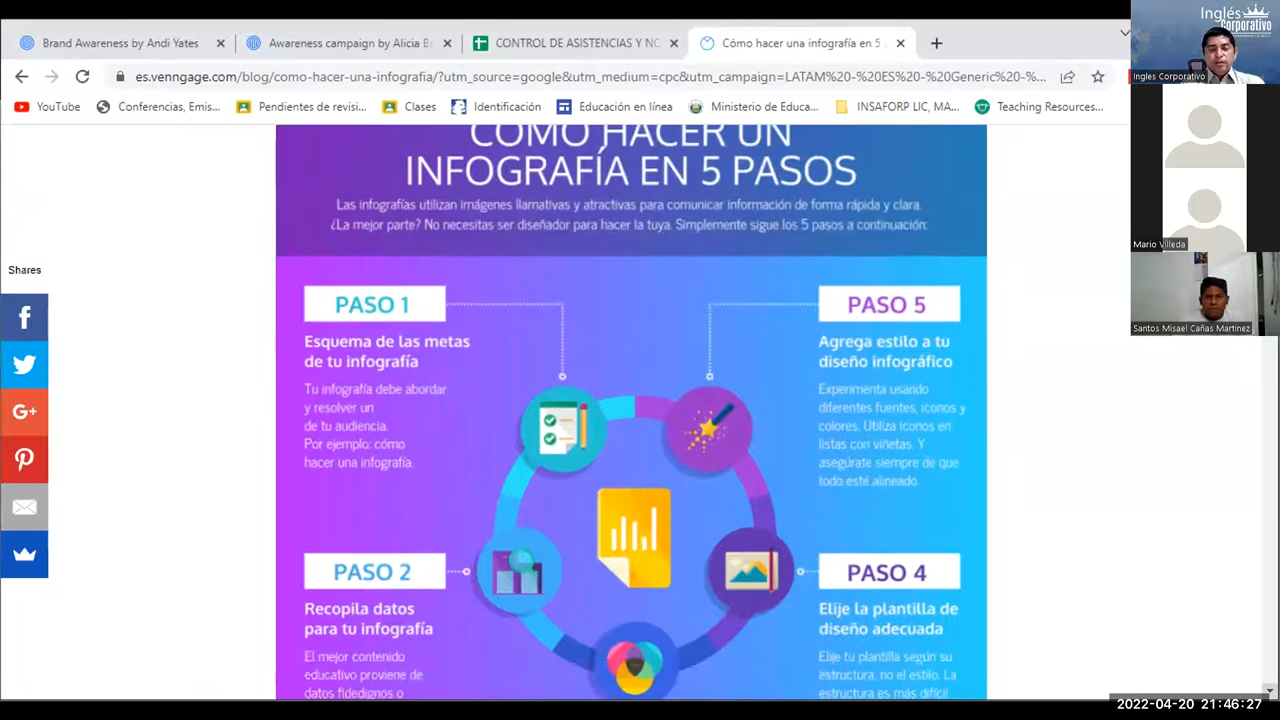 Brand Awareness by Andi Yates
Awareness campaign by Alicia B
CONTROL DE ASISTENCIAS Y NO
Cómo hacer una infografía en 5
es.venngage.com/blog/como-hacer-una-infografia/?utm_source=google&utm_medium=cpc&utm_campaign=LATAM%20-%20ES%20-%20Generic%20-%...
YouTube
Conferencias, Emis...
Pendientes de revisi...
Clases
Identificación
Educación en línea
Ministerio de Educa...
INSAFORP LIC, MA...
Teaching Resources...
CÓMO HACER UN
INFOGRAFÍA EN 5 PASOS
Las infografías utilizan imágenes llamativas y atractivas para comunicar información de forma rápida y clara.
¿La mejor parte? No necesitas ser diseñador para hacer la tuya. Simplemente sigue los 5 pasos a continuación:
Shares
f
G+
PASO 1
Esquema de las metas
de tu infografía
Tu infografía debe abordar
y resolver un
de tu audiencia.
Por ejemplo: cómo
hacer una infografía.
PASO 2
Recopila datos
para tu infografía
El mejor contenido
educativo proviene de
datos fidedignos o
PASO 5
Agrega estilo a tu
diseño infográfico
Experimenta usando
diferentes fuentes, iconos y
colores. Utiliza iconos en
listas con viñetas. Y
asegúrate siempre de que
todo esté alineado.
PASO 4
Elije la plantilla de
diseño adecuada
Elije tu plantilla según su
estructura, no el estilo. La
estructura es más difícil
Inglés
Corporativo
Ingles Corporativo
Mario Villeda
Santos Misael Cañas Martinez
2022-04-20 21:46:27